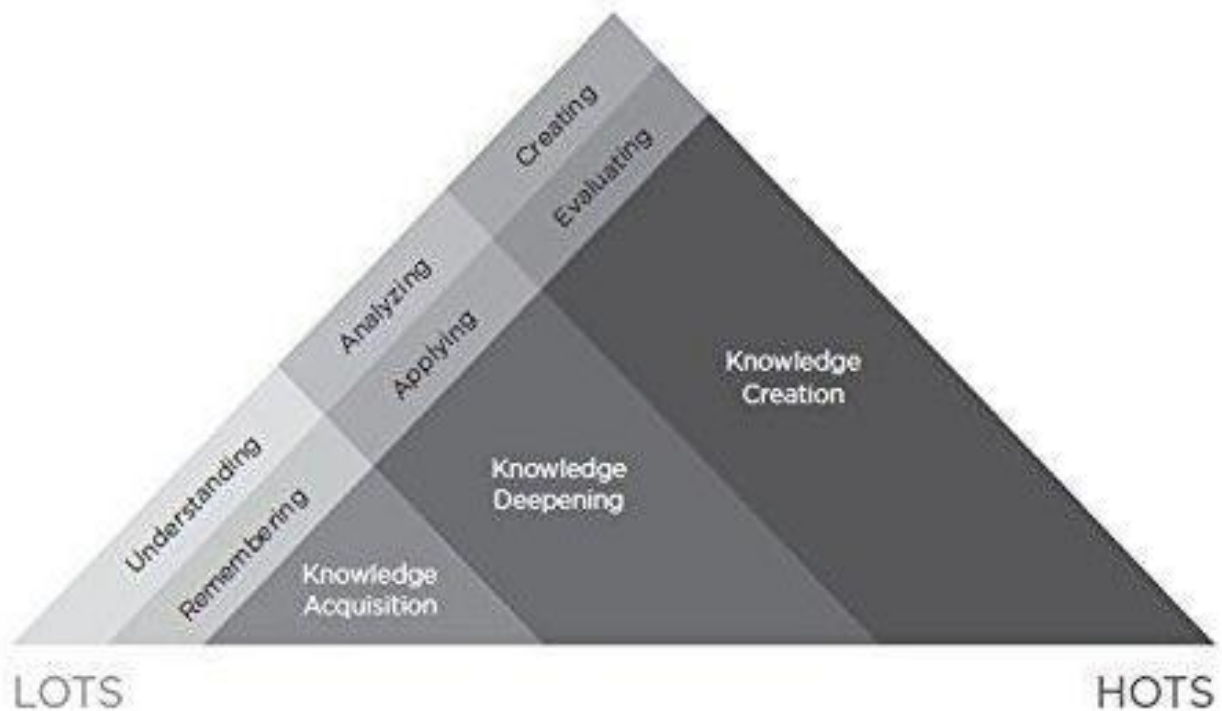 Creating
Evaluating
Analyzing
Applying
Understanding
Remembering
Knowledge
Creation
Knowledge
Deepening
Knowledge
Acquisition
LOTS
HOTS